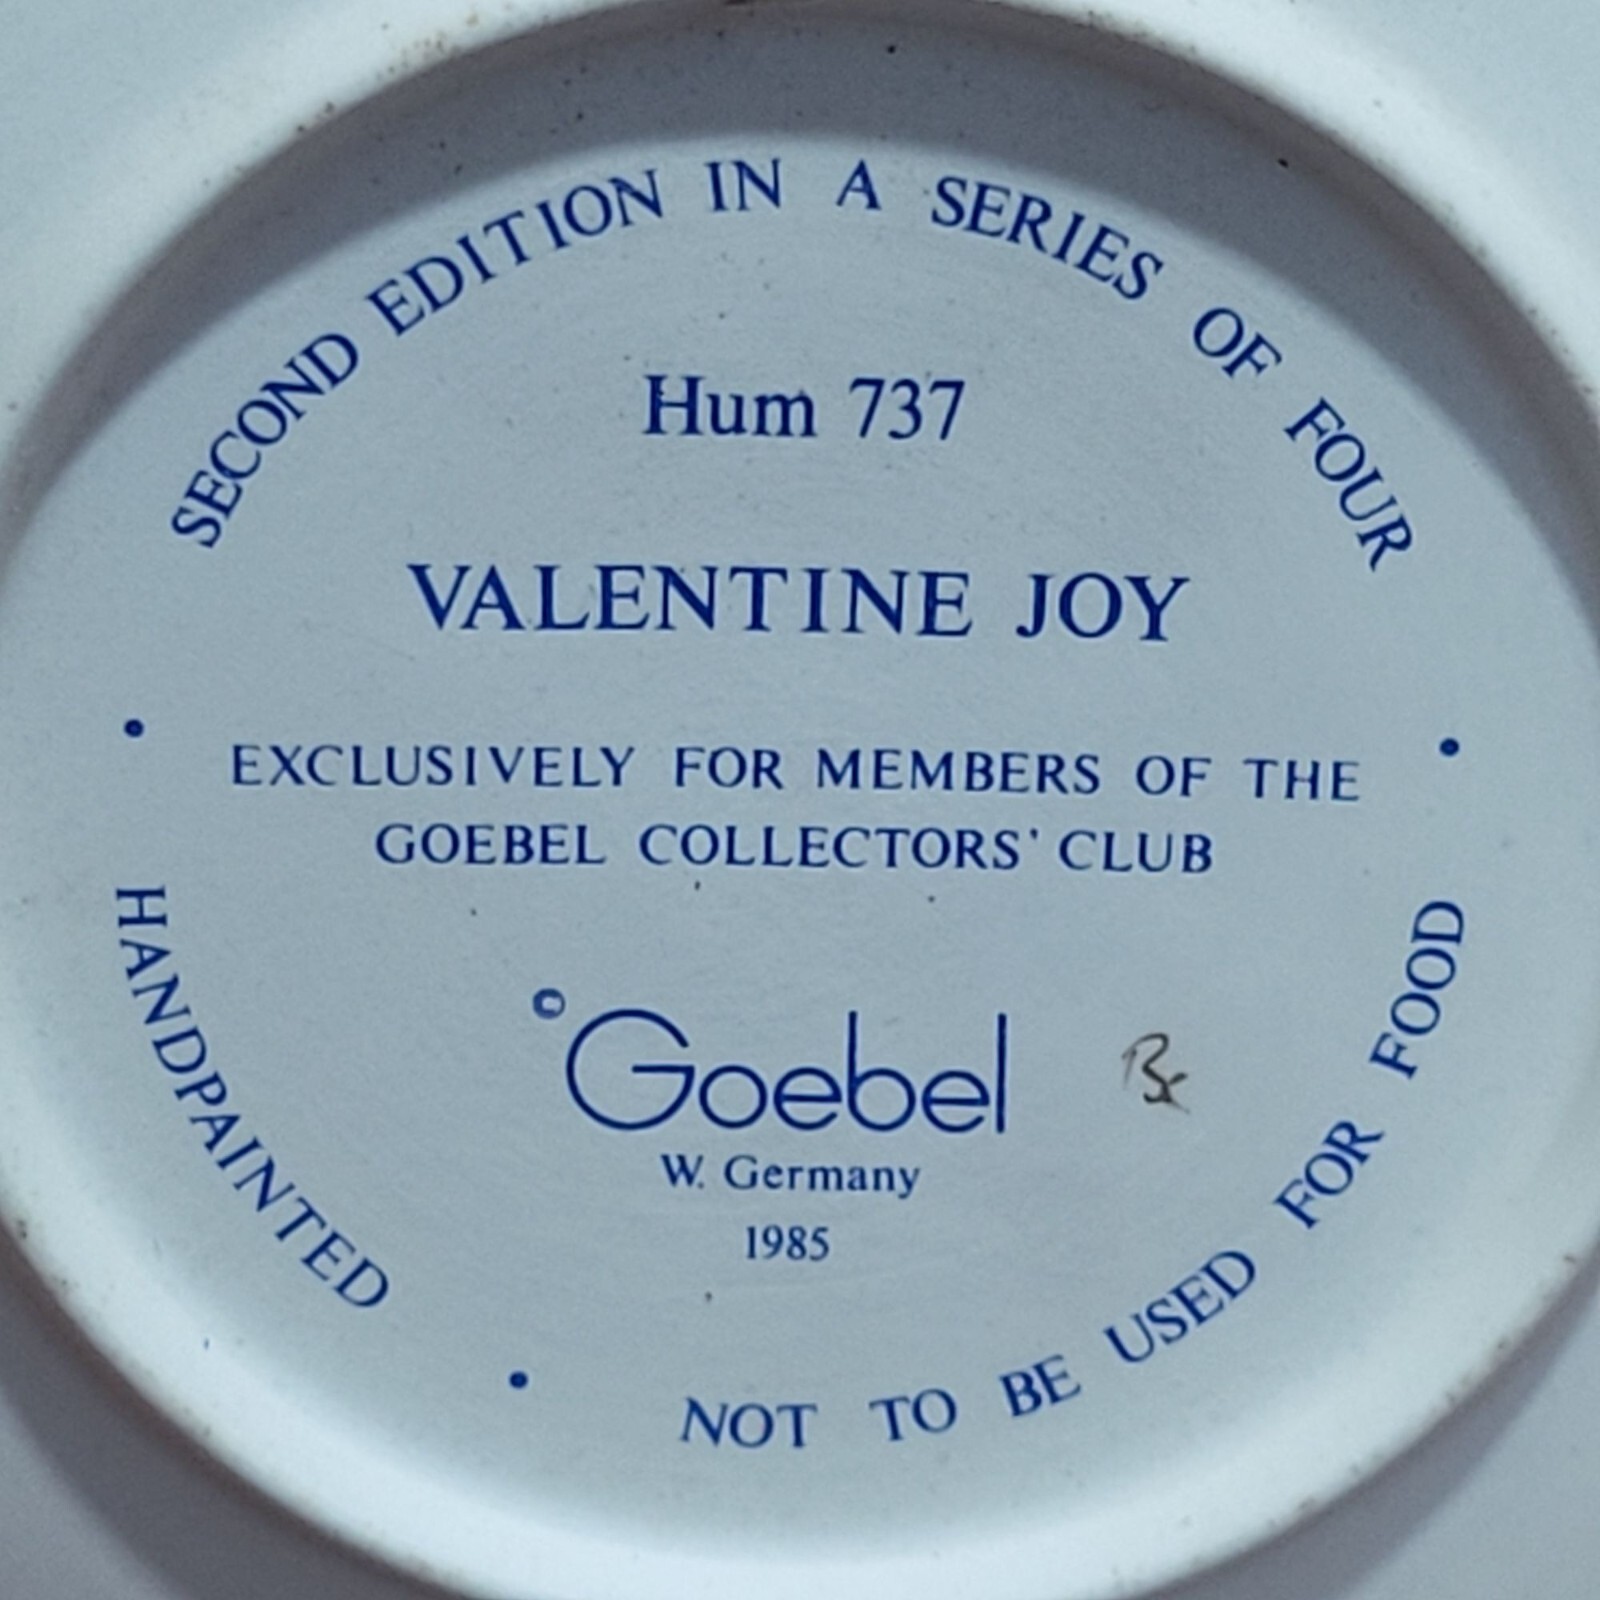 SECOND EDITION IN A SERIES OF FOUR
Hum 737
VALENTINE JOY
EXCLUSIVELY FOR MEMBERS OF THE
GOEBEL COLLECTORS' CLUB
© Goebel
W. Germany
1985
HANDPAINTED
NOT TO BE USED FOR FOOD